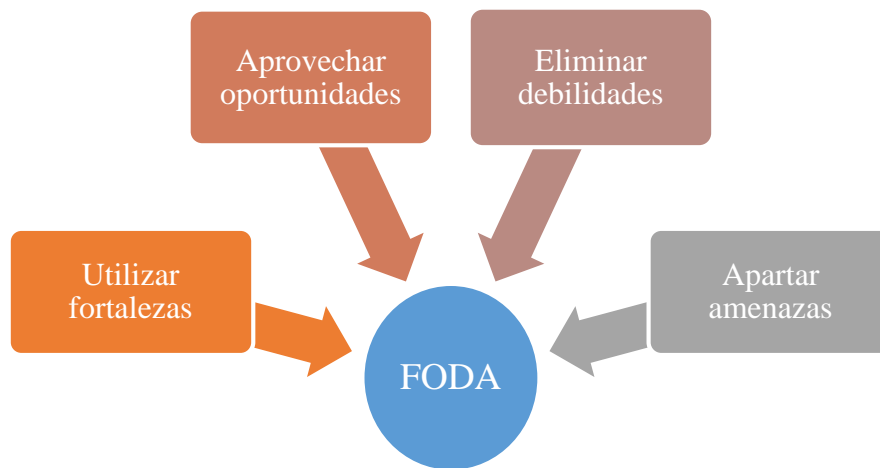 Aprovechar
oportunidades
Eliminar
debilidades
Utilizar
fortalezas
Apartar
amenazas
FODA